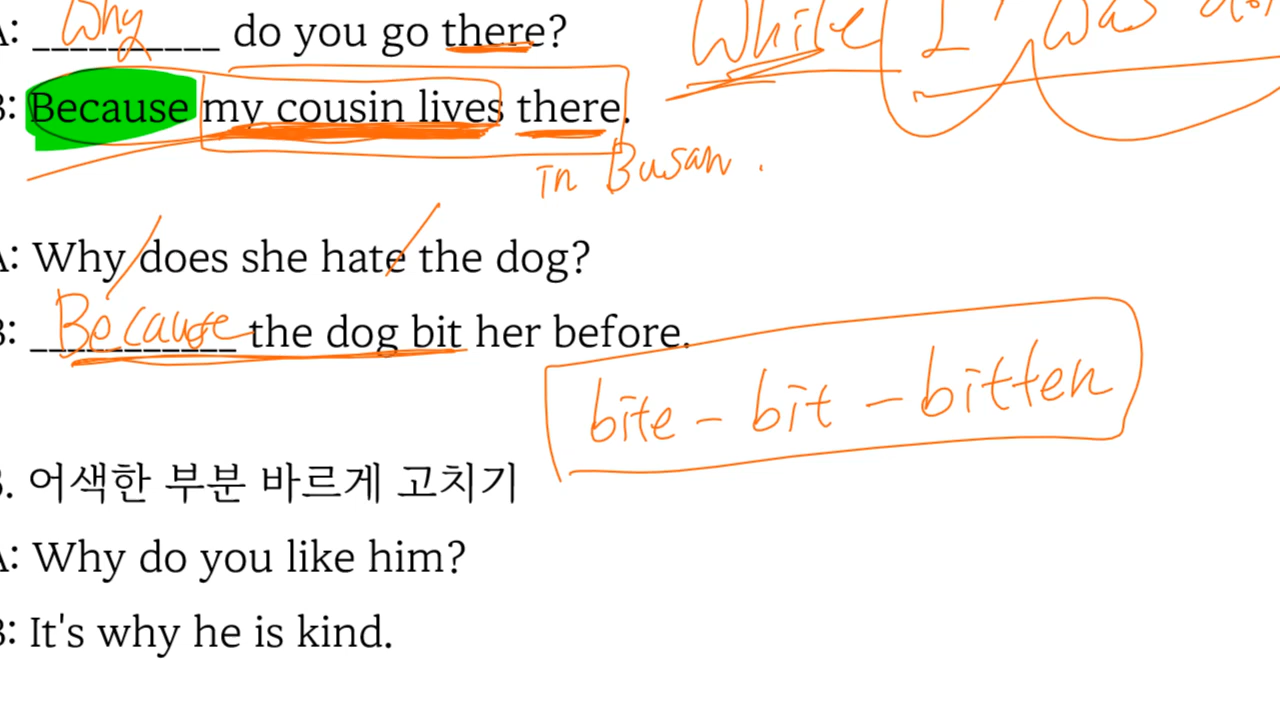 A: Why do you go there?
While I was
B: Because my cousin lives there.
in Busan.
A: Why does she hate the dog?
B: Because the dog bit her before.
bite - bit - bitten
3. 어색한 부분 바르게 고치기
A: Why do you like him?
B: It's why he is kind.